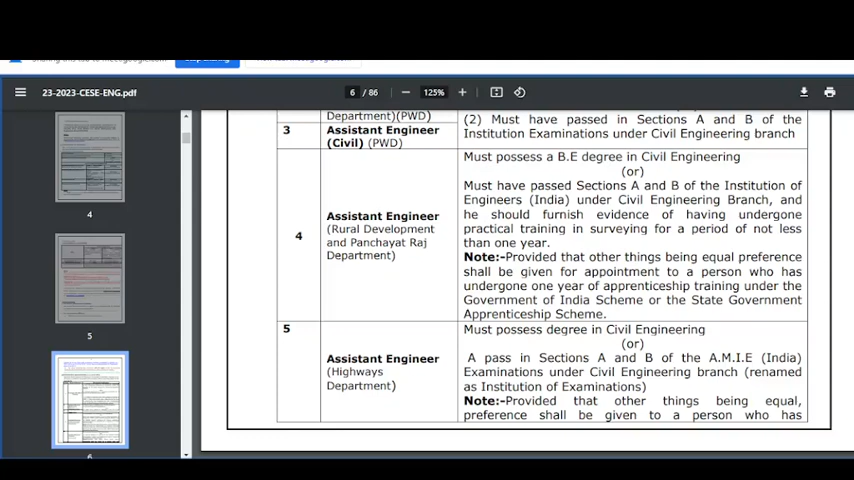 23-2023-CESE-ENG.pdf
6 / 86
125%
4
5
6
Department)(PWD)
(2) Must have passed in Sections A and B of the
Institution Examinations under Civil Engineering branch
3
Assistant Engineer
(Civil) (PWD)
4
Assistant Engineer
(Rural Development
and Panchayat Raj
Department)
Must possess a B.E degree in Civil Engineering
(or)
Must have passed Sections A and B of the Institution of
Engineers (India) under Civil Engineering Branch, and
he should furnish evidence of having undergone
practical training in surveying for a period of not less
than one year.
Note:-Provided that other things being equal preference
shall be given for appointment to a person who has
undergone one year of apprenticeship training under the
Government of India Scheme or the State Government
Apprenticeship Scheme.
5
Assistant Engineer
(Highways
Department)
Must possess degree in Civil Engineering
(or)
A pass in Sections A and B of the A.M.I.E (India)
Examinations under Civil Engineering branch (renamed
as Institution of Examinations)
Note:-Provided that other things being equal,
preference shall be given to a person who has